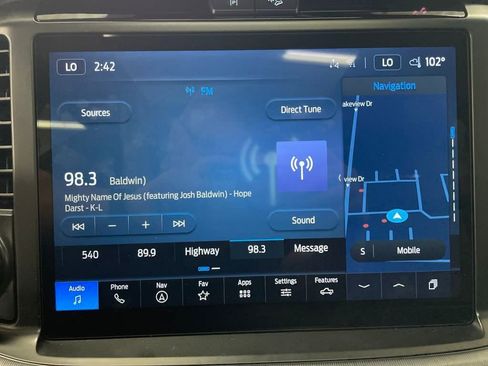 LO 2:42 LO 102°
FM
Navigation
Sources
Direct Tune
akeview Dr
98.3 Baldwin)
Mighty Name Of Jesus (featuring Josh Baldwin) - Hope
Darst - K-L
view Dr
Sound
S Mobile
540 89.9 Highway 98.3 Message
Audio Phone Nav Fav Apps Settings Features